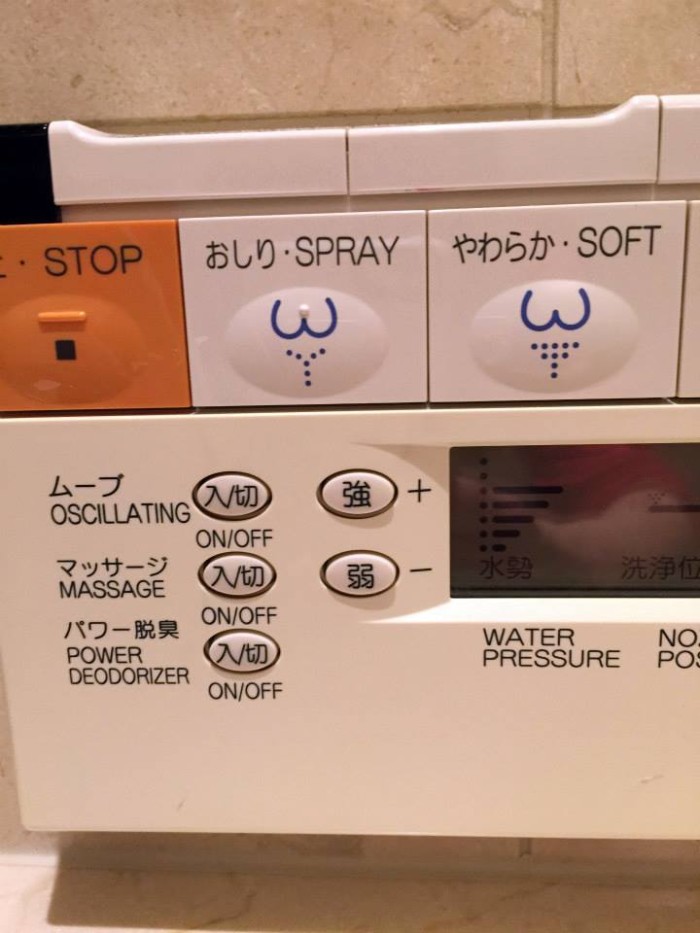 ・STOP
おしり・SPRAY
やわらか・SOFT
ムーブ
OSCILLATING
入/切
ON/OFF
強 +
マッサージ
MASSAGE
入/切
ON/OFF
弱 −
パワー脱臭
POWER
DEODORIZER
入/切
ON/OFF
水勢
洗浄位
WATER
PRESSURE